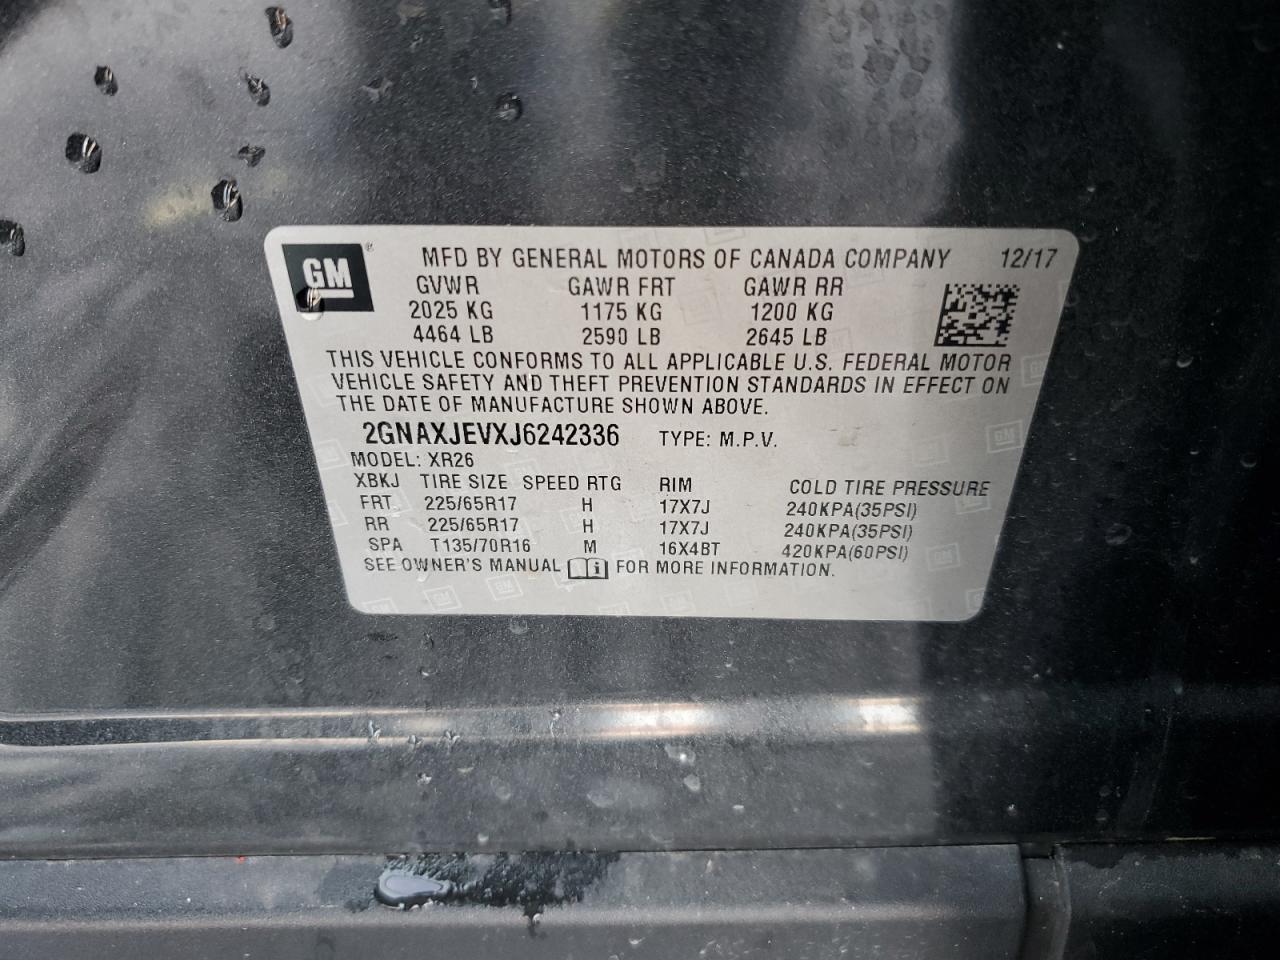 GM ® MFD BY GENERAL MOTORS OF CANADA COMPANY 12/17
GVWR GAWR FRT GAWR RR
2025 KG 1175 KG 1200 KG
4464 LB 2590 LB 2645 LB
THIS VEHICLE CONFORMS TO ALL APPLICABLE U.S. FEDERAL MOTOR
VEHICLE SAFETY AND THEFT PREVENTION STANDARDS IN EFFECT ON
THE DATE OF MANUFACTURE SHOWN ABOVE.
2GNAXJEVXJ6242336 TYPE: M.P.V.
MODEL: XR26
XBKJ TIRE SIZE SPEED RTG RIM COLD TIRE PRESSURE
FRT 225/65R17 H 17X7J 240KPA(35PSI)
RR 225/65R17 H 17X7J 240KPA(35PSI)
SPA T135/70R16 M 16X4BT 420KPA(60PSI)
SEE OWNER'S MANUAL i FOR MORE INFORMATION.